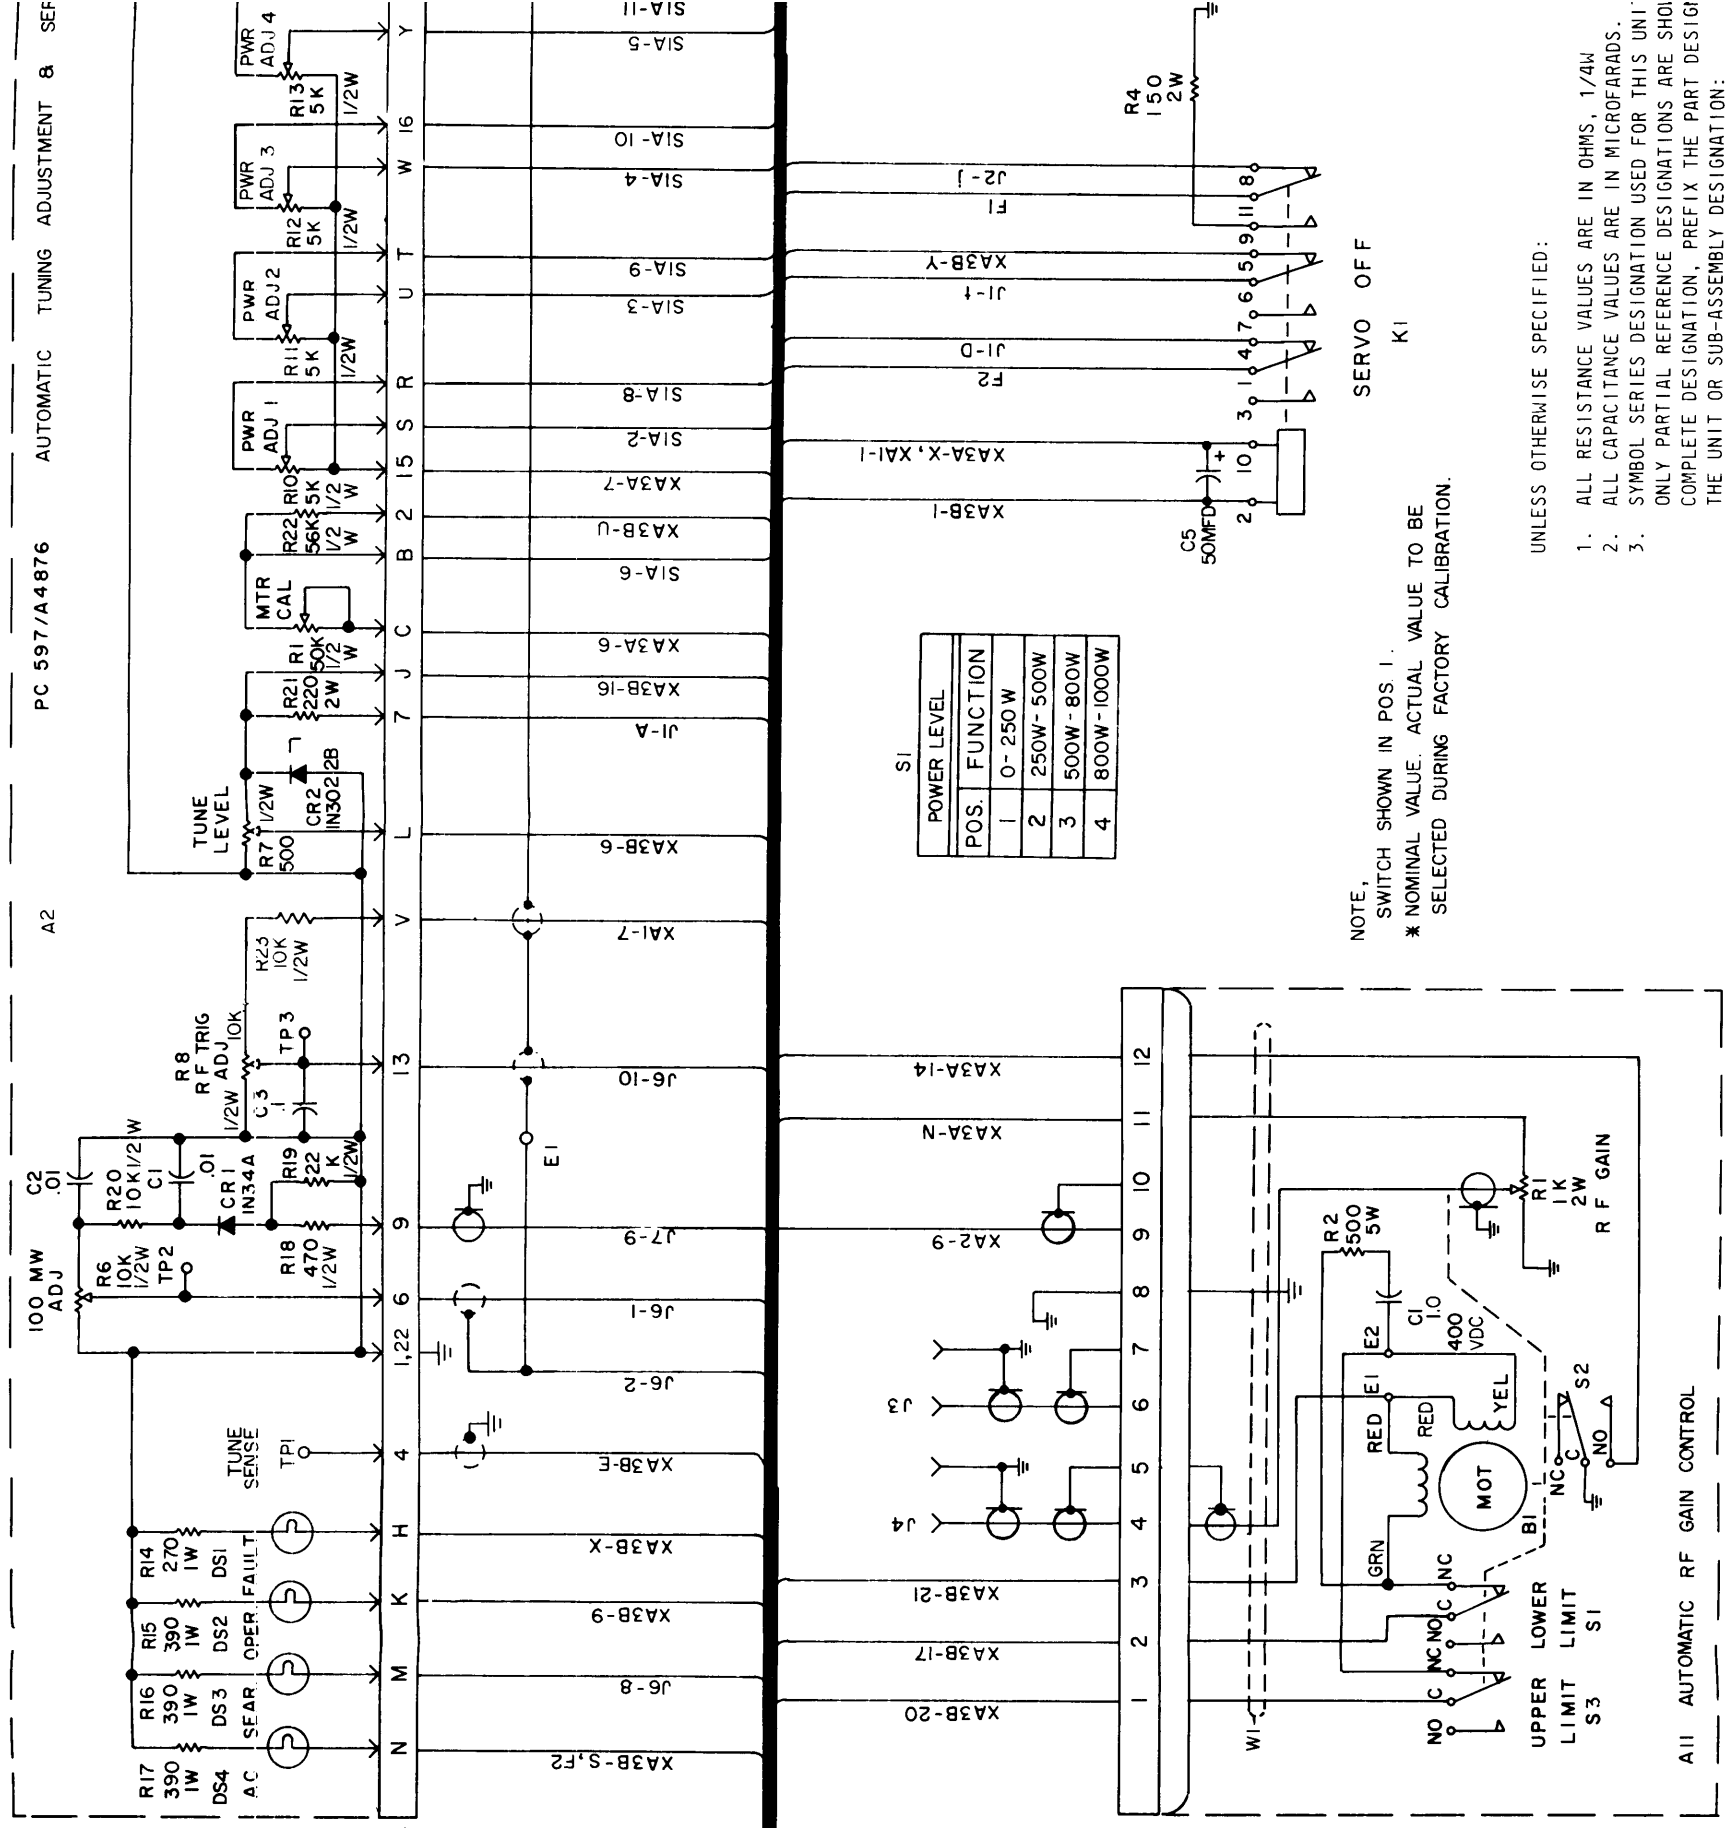 A2
PC 597/A4876
AUTOMATIC TUNING ADJUSTMENT &
100 MW
ADJ
C2
.01
R6
10K
1/2W
TP2
R20
10K 1/2 W
C1
.01
CR1
IN34A
R18
470
1/2W
R19
22
K
1/2W
R8
RF TRIG
ADJ
10K
1/2W
C3
.1
TP3
R23
10K
1/2W
TUNE
LEVEL
R7
500
1/2W
CR2
IN3022B
R21
220
2W
MTR
CAL
R1
50K
1/2
W
R22
56K
1/2
W
PWR
ADJ 1
R10
5K
1/2
W
PWR
ADJ2
R11
5K
1/2W
PWR
ADJ 3
R12
5K
1/2W
PWR
ADJ 4
R13
5K
1/2W
R17
390
1W
DS4
AC
R16
390
1W
DS3
SEAR
R15
390
1W
DS2
OPER
R14
270
1W
DS1
FAULT
TUNE
SENSE
TP1
N
M
K
H
4
1,22
6
9
13
V
L
7
J
C
B
2
15
S
R
U
T
W
16
Y
E1
XA3B-S,F2
J6-8
XA3B-9
XA3B-X
XA3B-E
J6-2
J6-1
J7-9
J6-10
XA1-7
XA3B-6
J1-A
XA3B-16
XA3A-6
S1A-6
XA3B-U
XA3A-7
S1A-2
S1A-8
S1A-3
S1A-9
S1A-4
S1A-10
S1A-5
S1A-11
S1
POWER LEVEL
POS. FUNCTION
1 0-250W
2 250W-500W
3 500W-800W
4 800W-1000W
XA3B-1
XA3A-X, XA1-1
F2
J1-D
J1-t
XA3B-Y
F1
J2-j
C5
50MFD
+
2
10
3
1
4
7
6
5
9
11
8
R4
150
2W
SERVO OFF
K1
NOTE,
SWITCH SHOWN IN POS. 1.
* NOMINAL VALUE. ACTUAL VALUE TO BE
SELECTED DURING FACTORY CALIBRATION.
UNLESS OTHERWISE SPECIFIED:
1. ALL RESISTANCE VALUES ARE IN OHMS, 1/4W
2. ALL CAPACITANCE VALUES ARE IN MICROFARADS.
3. SYMBOL SERIES DESIGNATION USED FOR THIS
ONLY PARTIAL REFERENCE DESIGNATIONS ARE
COMPLETE DESIGNATION, PREFIX THE PART
THE UNIT OR SUB-ASSEMBLY DESIGNATION:
XA3B-20
XA3B-17
XA3B-21
J4
J3
XA2-9
XA3A-N
XA3A-14
1
2
3
4
5
6
7
8
9
10
11
12
W1
R2
500
5W
C1
1.0
400
VDC
E2
E1
RED
RED
YEL
GRN
MOT
B1
R1
1K
2W
RF GAIN
S2
NC
C
NO
NO
C
NC
NO
C
NC
UPPER
LIMIT
S3
LOWER
LIMIT
S1
A11 AUTOMATIC RF GAIN CONTROL